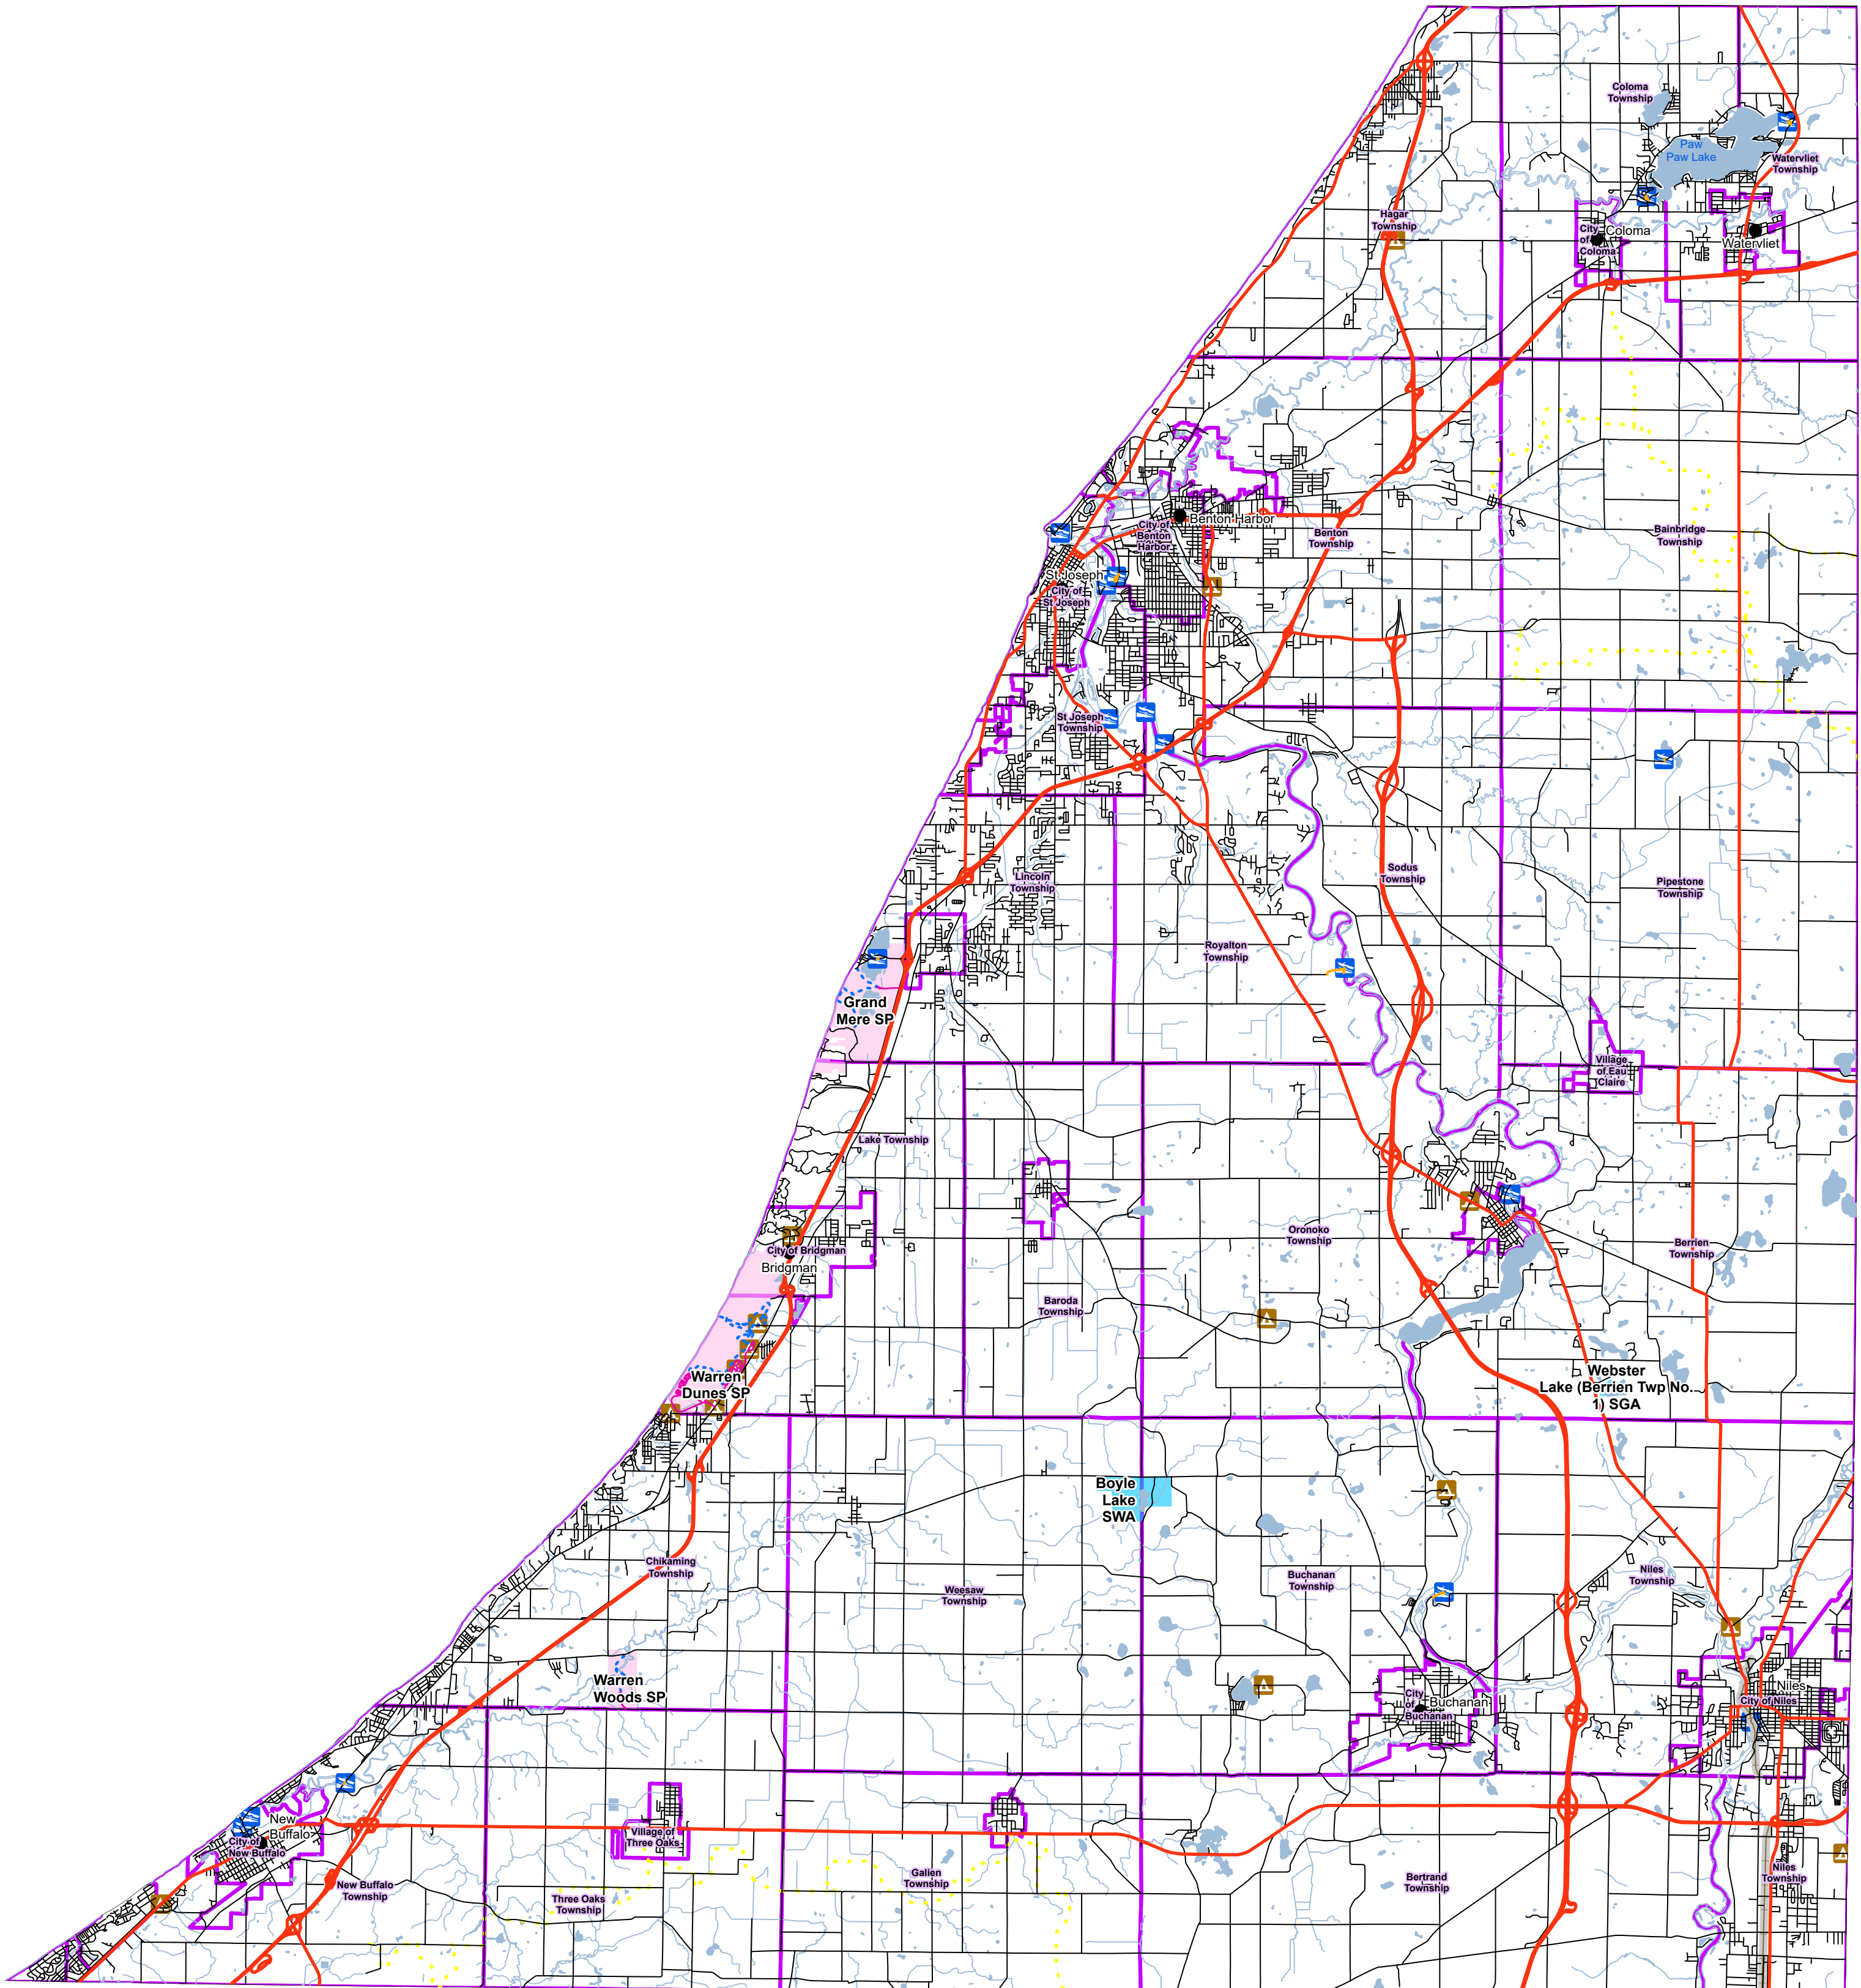 Coloma
Township
Paw
Paw Lake
Watervliet
Township
Hagar
Township
City
of
Coloma
Coloma
Watervliet
Benton Harbor
City of
Benton
Harbor
Benton
Township
Bainbridge
Township
St Joseph
City of
St Joseph
St Joseph
Township
Lincoln
Township
Sodus
Township
Pipestone
Township
Royalton
Township
Grand
Mere SP
Village
of Eau
Claire
Lake Township
Oronoko
Township
Berrien
Township
City of Bridgman
Bridgman
Baroda
Township
Warren
Dunes SP
Webster
Lake (Berrien Twp No.
1) SGA
Boyle
Lake
SWA
Chikaming
Township
Weesaw
Township
Buchanan
Township
Niles
Township
Warren
Woods SP
City
of
Buchanan
Buchanan
Niles
City of Niles
New
Buffalo
City of
New Buffalo
Village of
Three Oaks
New Buffalo
Township
Three Oaks
Township
Galien
Township
Bertrand
Township
Niles
Township